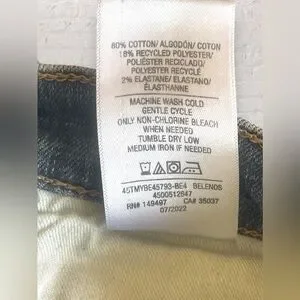 80% COTTON/ ALGODÓN/ COTON
18% RECYCLED POLYESTER/
POLIÉSTER RECICLADO/
POLYESTER RECYCLÉ
2% ELASTANE/ ELASTANO/
ÉLASTHANNE
MACHINE WASH COLD
GENTLE CYCLE
ONLY NON-CHLORINE BLEACH
WHEN NEEDED
TUMBLE DRY LOW
MEDIUM IRON IF NEEDED
45TMYBE45793-BE4 BELENOS
4500512847
RN# 149497 CA# 35037
07/2022